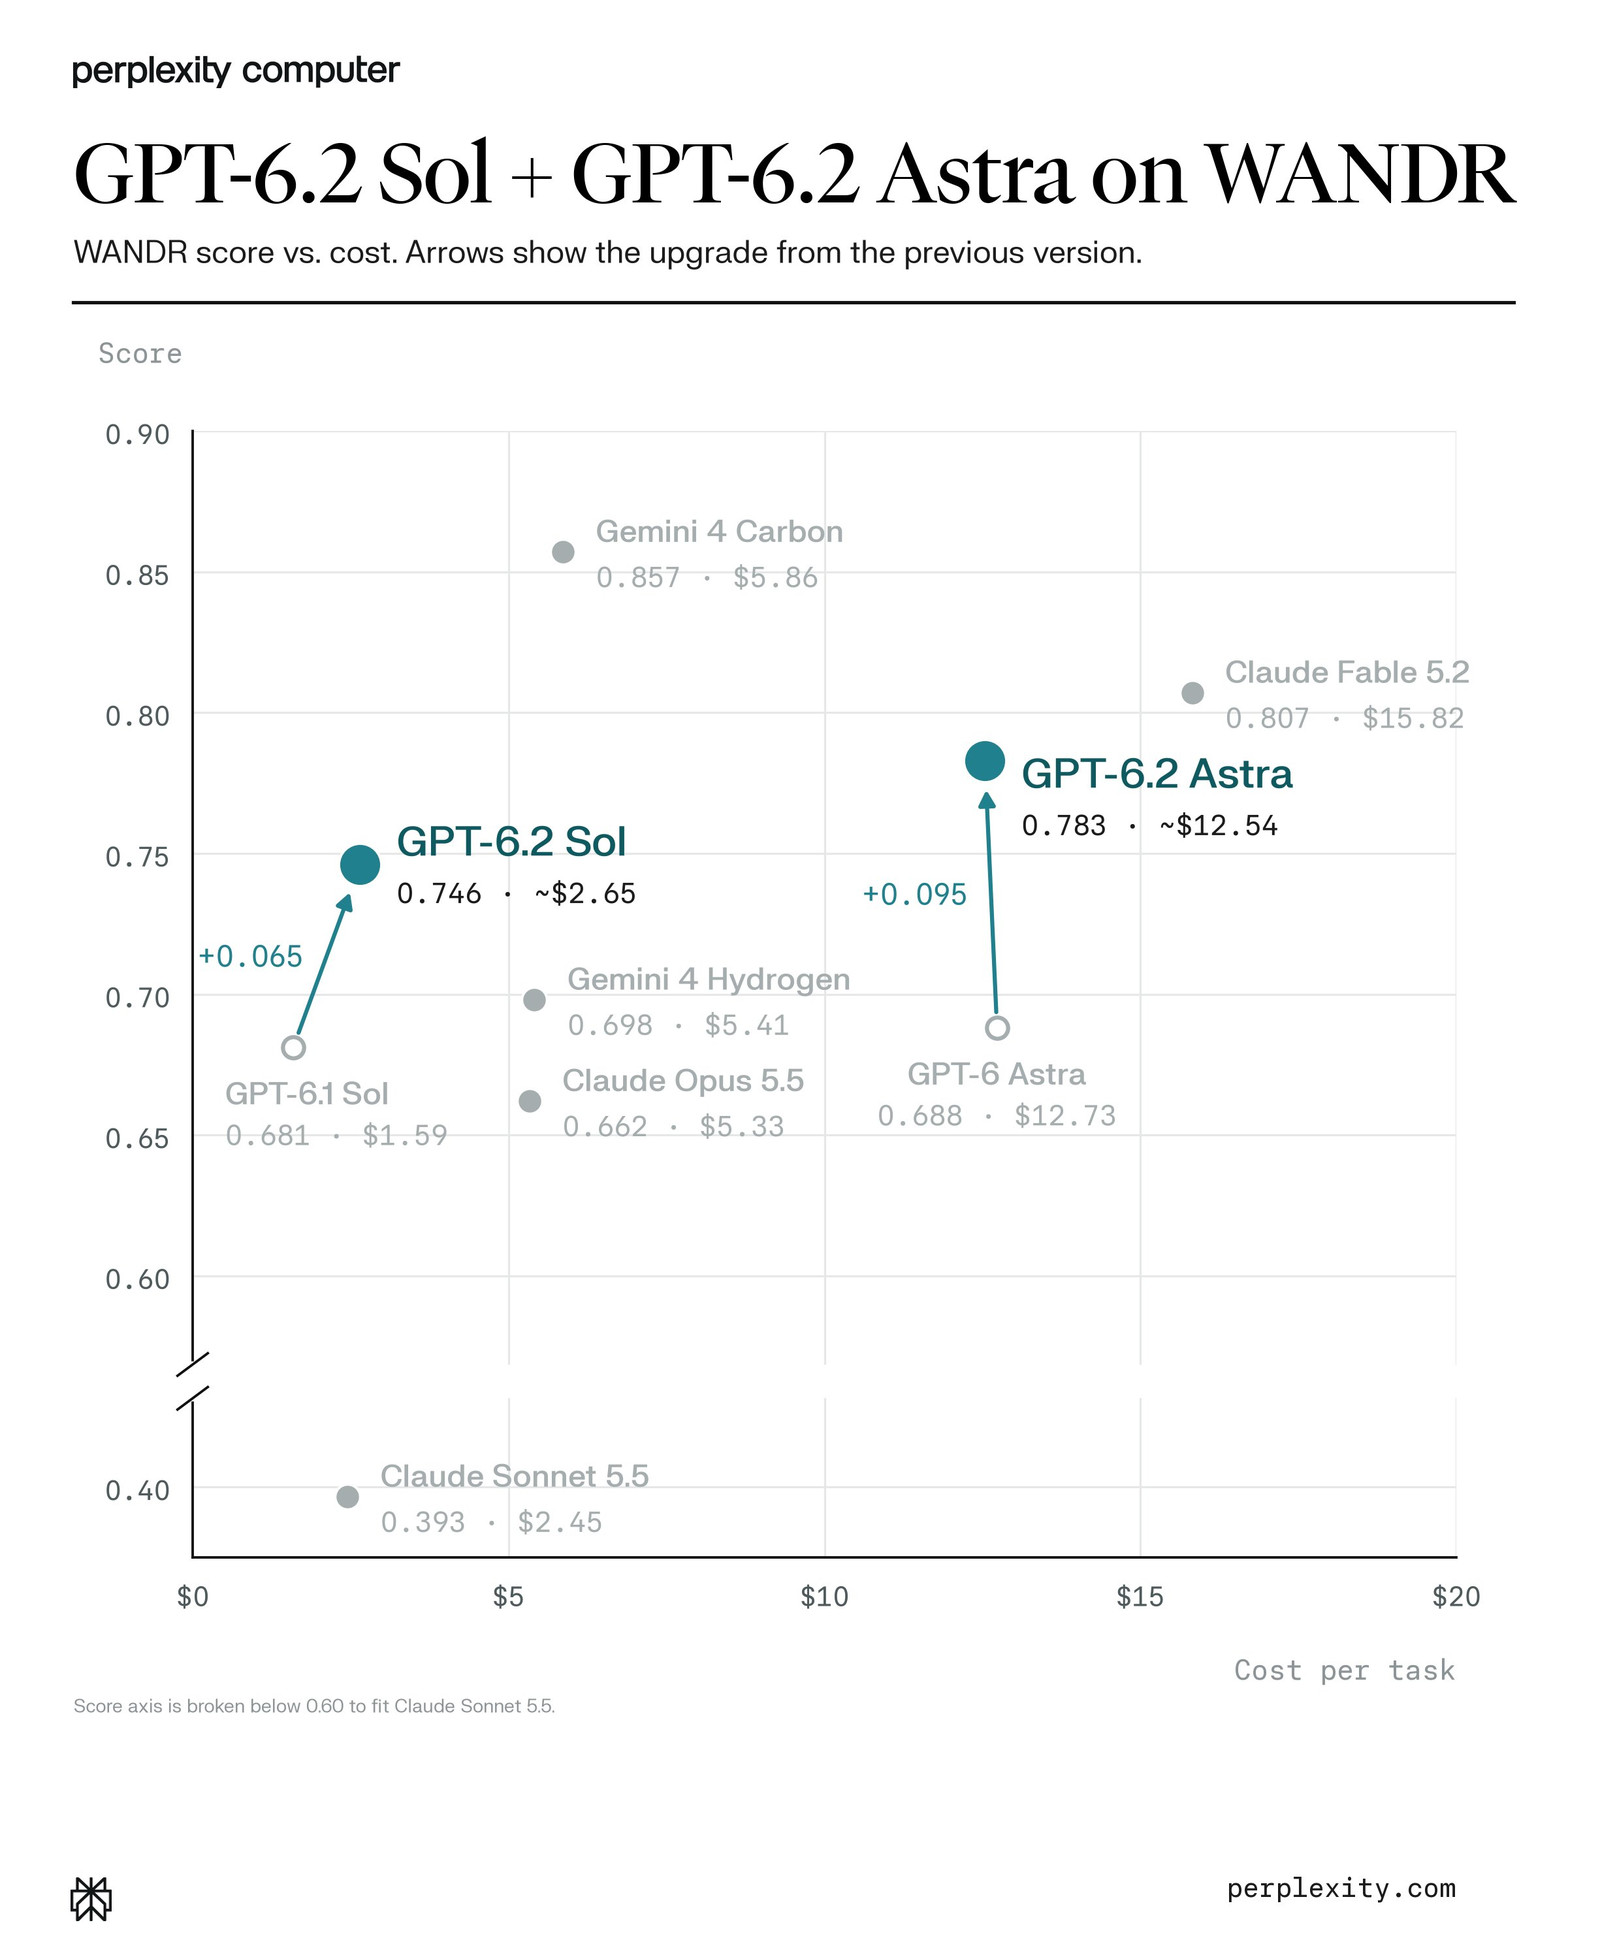 perplexity computer
GPT-6.2 Sol + GPT-6.2 Astra on WANDR
WANDR score vs. cost. Arrows show the upgrade from the previous version.
Score
0.90
Gemini 4 Carbon
0.857 · $5.86
0.85
Claude Fable 5.2
0.807 · $15.82
0.80
GPT-6.2 Astra
0.783 · ~$12.54
GPT-6.2 Sol
0.746 · ~$2.65
0.75
+0.095
+0.065
Gemini 4 Hydrogen
0.698 · $5.41
0.70
GPT-6 Astra
0.688 · $12.73
Claude Opus 5.5
0.662 · $5.33
GPT-6.1 Sol
0.681 · $1.59
0.65
0.60
Claude Sonnet 5.5
0.393 · $2.45
0.40
$0 $5 $10 $15 $20
Cost per task
Score axis is broken below 0.60 to fit Claude Sonnet 5.5.
perplexity.com